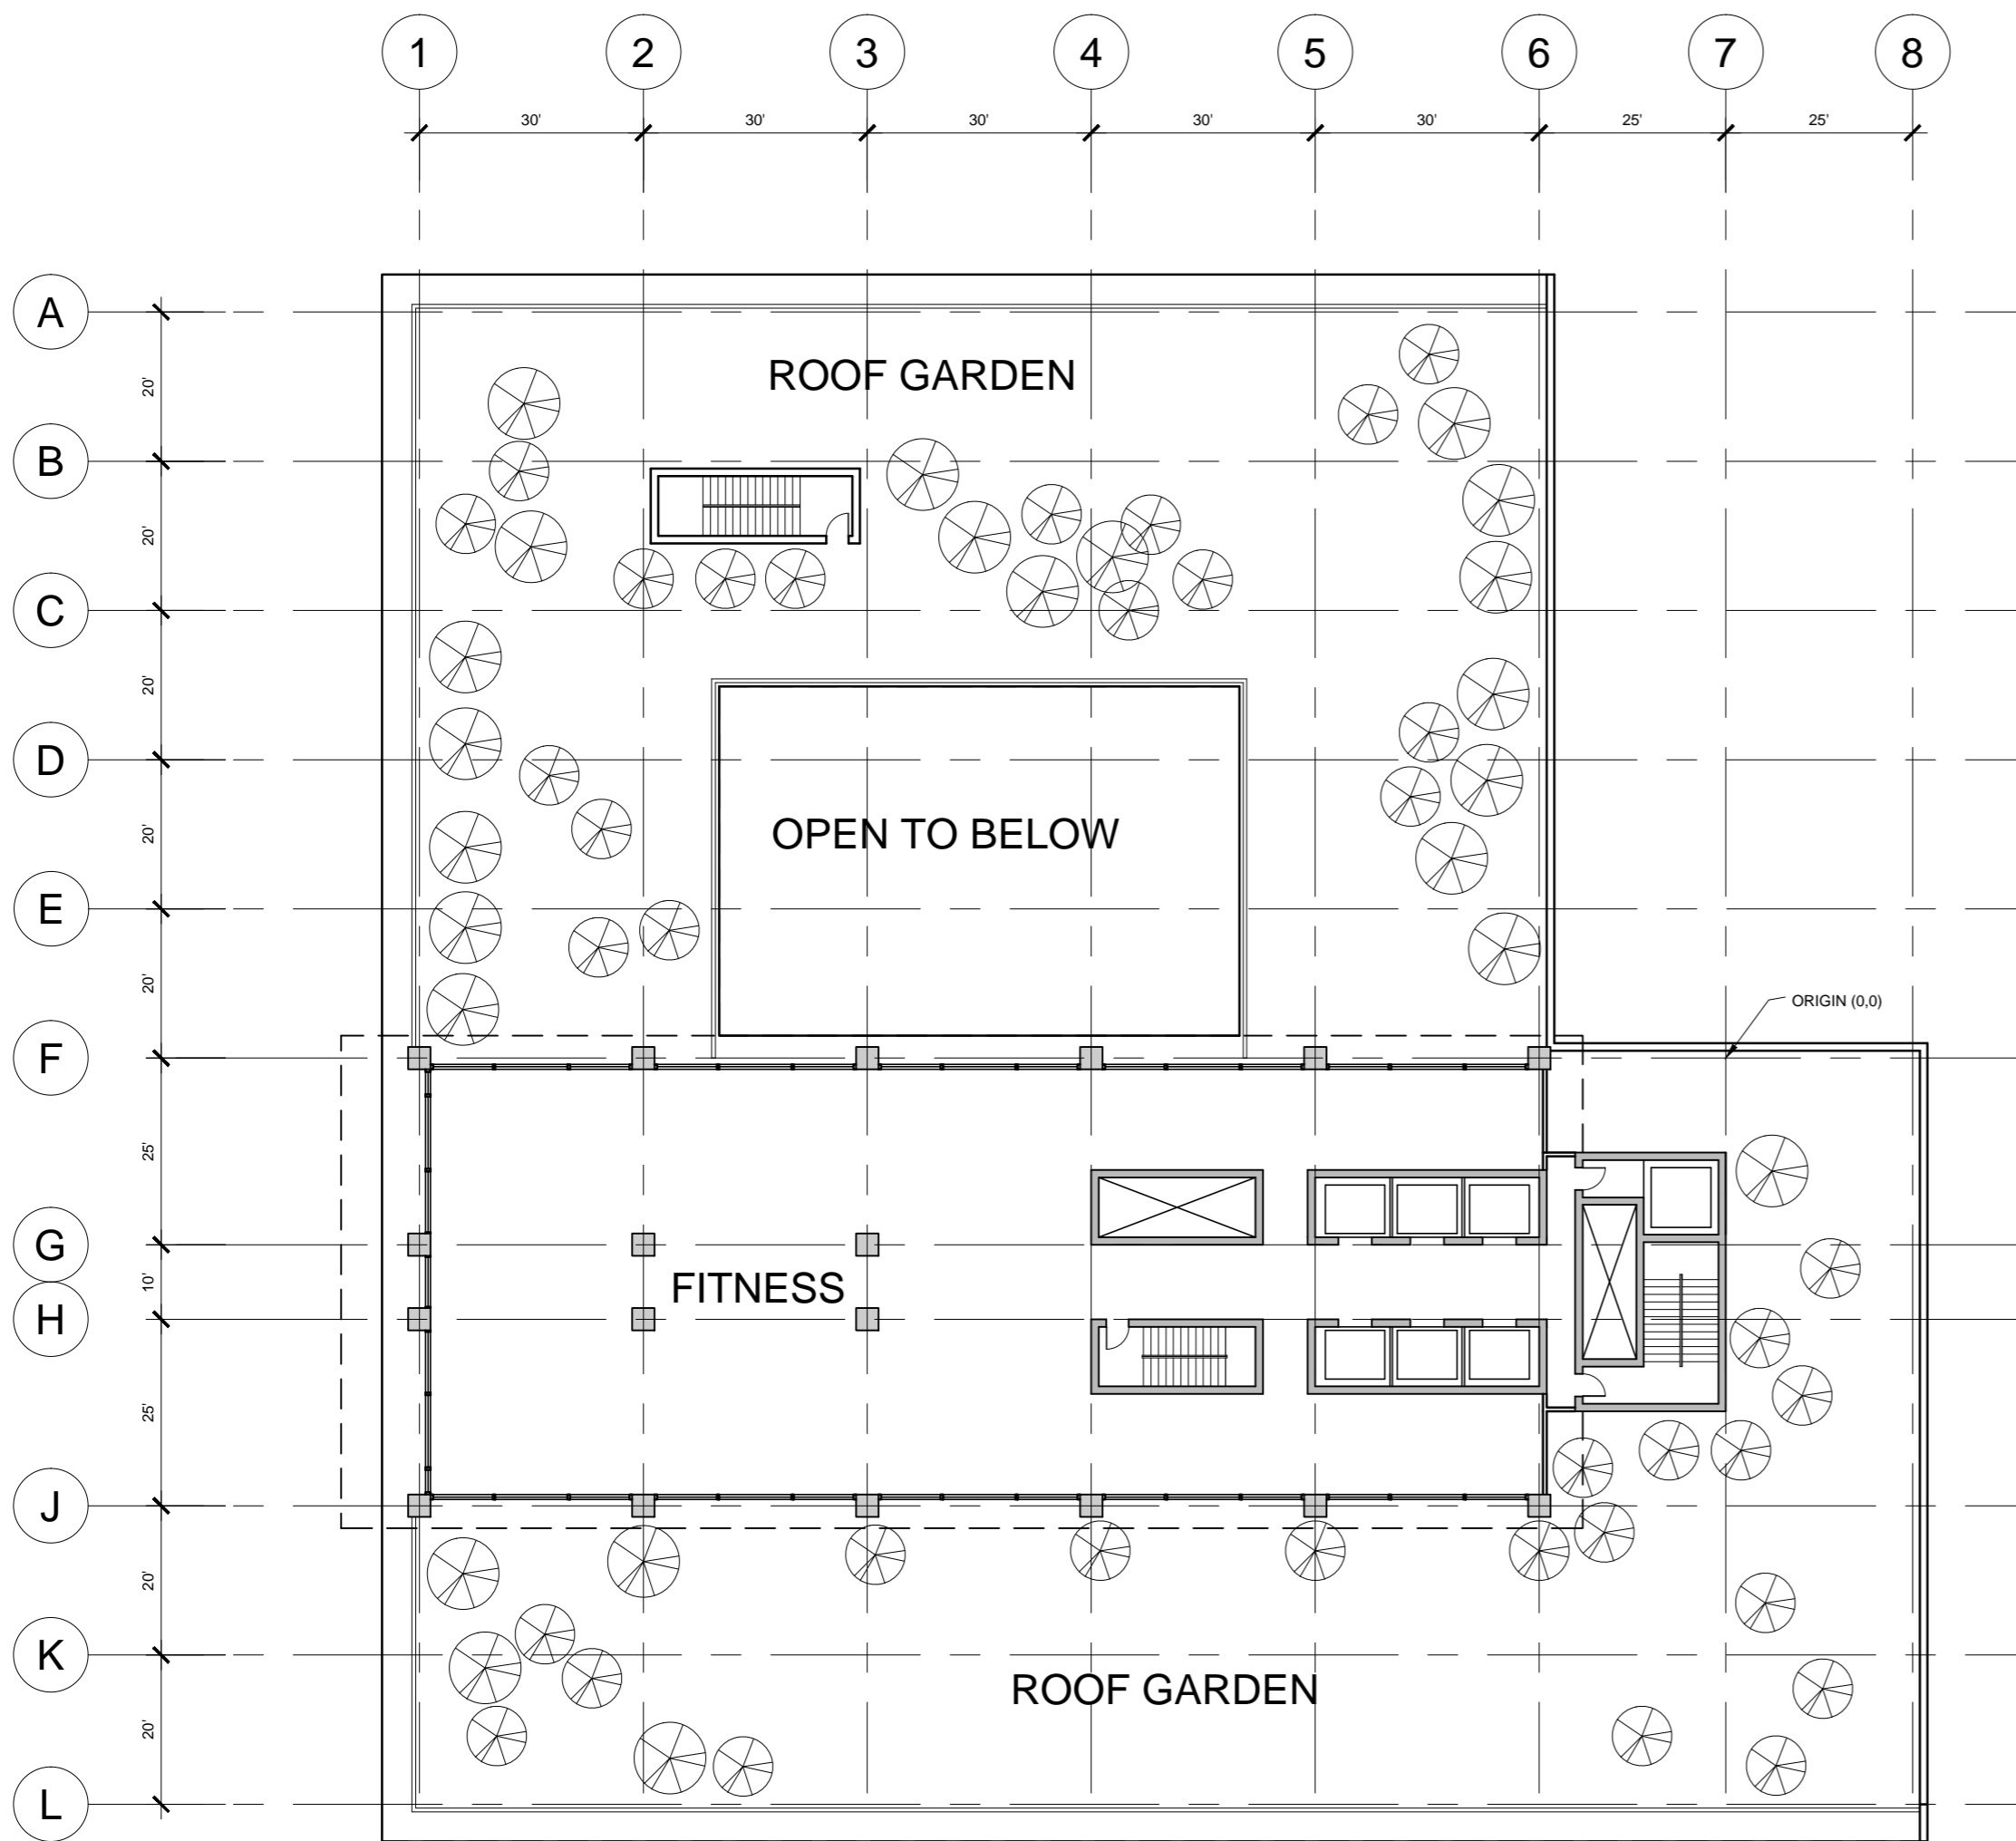 1 2 3 4 5 6 7 8
30' 30' 30' 30' 30' 25' 25'
A
ROOF GARDEN
20'
B
20'
C
20'
D
OPEN TO BELOW
20'
E
20'
ORIGIN (0,0)
F
25'
G
FITNESS
10'
H
25'
J
20'
K
ROOF GARDEN
20'
L